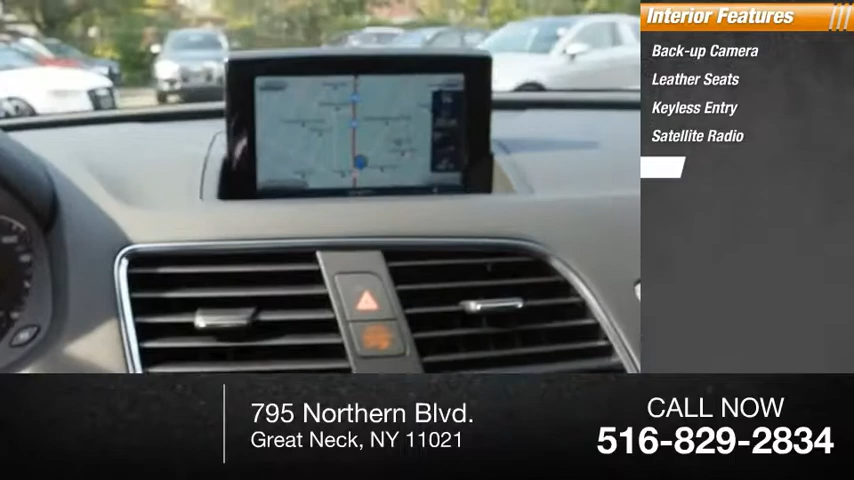 Interior Features
Back-up Camera
Leather Seats
Keyless Entry
Satellite Radio
795 Northern Blvd.
Great Neck, NY 11021
CALL NOW
516-829-2834